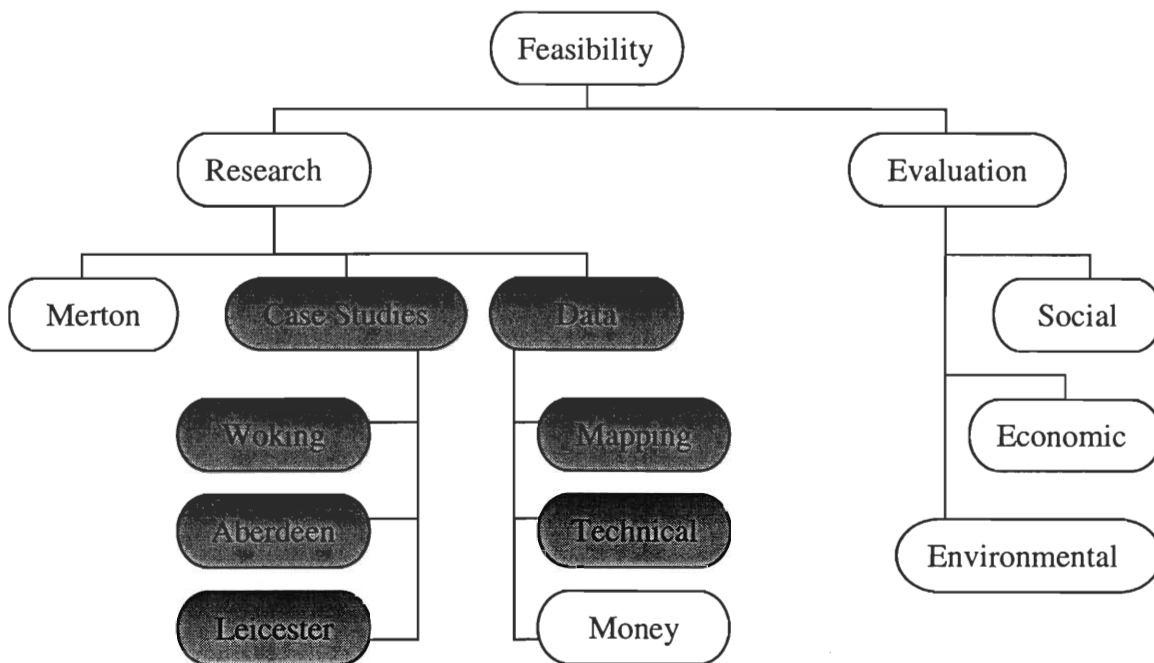 Feasibility
Research
Evaluation
Merton
Case Studies
Data
Social
Woking
Mapping
Economic
Aberdeen
Technical
Environmental
Leicester
Money